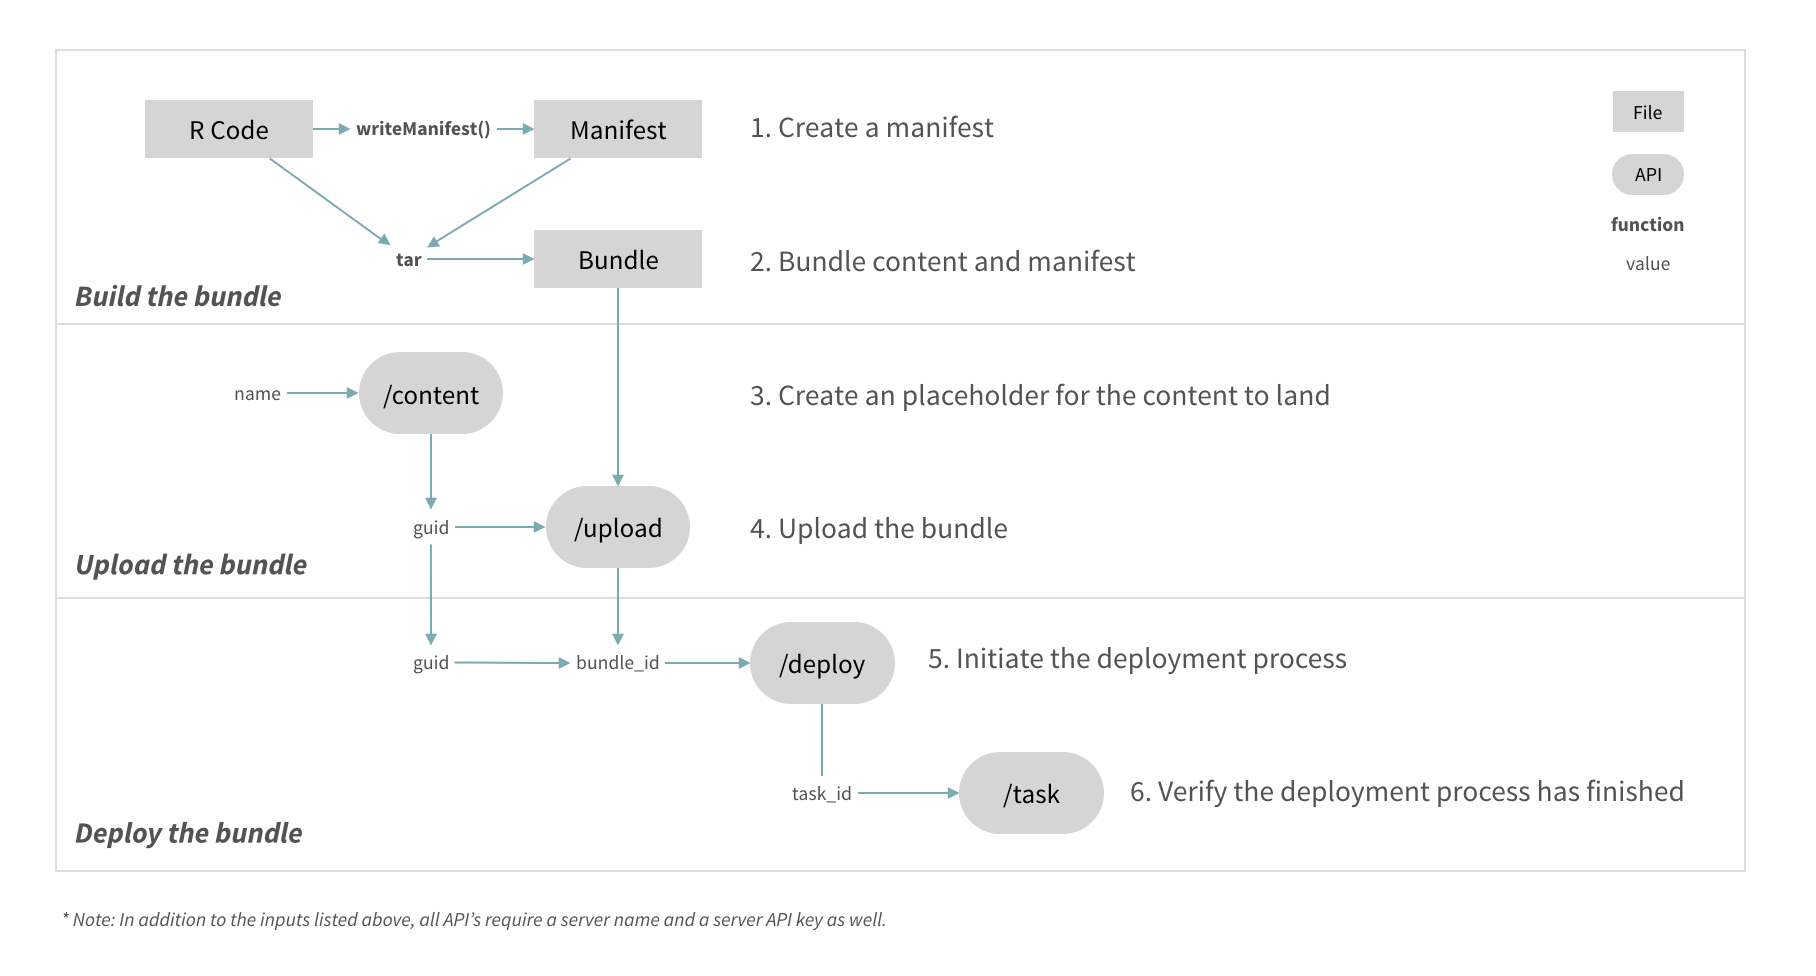 R Code
writeManifest()
Manifest
1. Create a manifest
File
API
function
value
tar
Bundle
2. Bundle content and manifest
Build the bundle
name
/content
3. Create an placeholder for the content to land
guid
/upload
4. Upload the bundle
Upload the bundle
guid
bundle_id
/deploy
5. Initiate the deployment process
task_id
/task
6. Verify the deployment process has finished
Deploy the bundle
* Note: In addition to the inputs listed above, all API’s require a server name and a server API key as well.